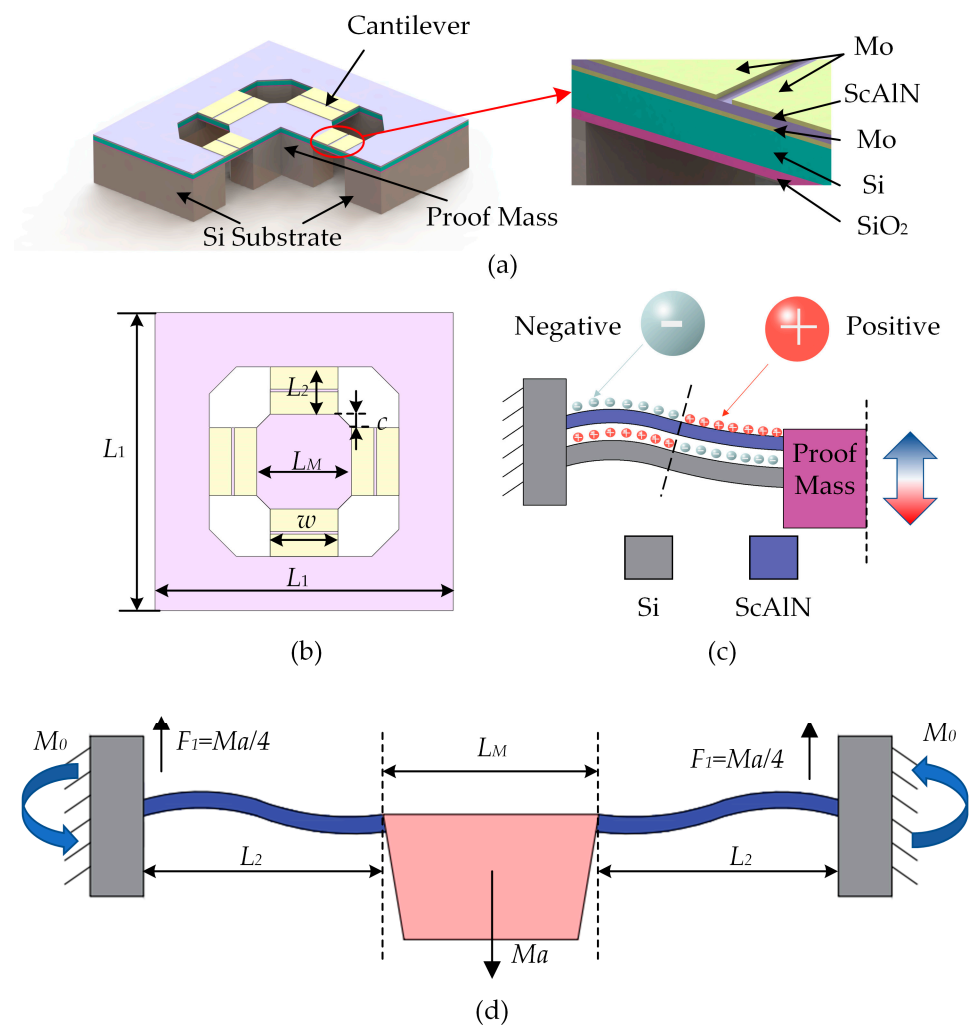 Cantilever
Si Substrate
Proof Mass
Mo
ScAlN
Mo
Si
SiO2
(a)
L1
L2
c
LM
w
L1
(b)
Negative
-
+
Positive
Proof
Mass
Si
ScAlN
(c)
M0
F1=Ma/4
LM
F1=Ma/4
M0
L2
L2
Ma
(d)